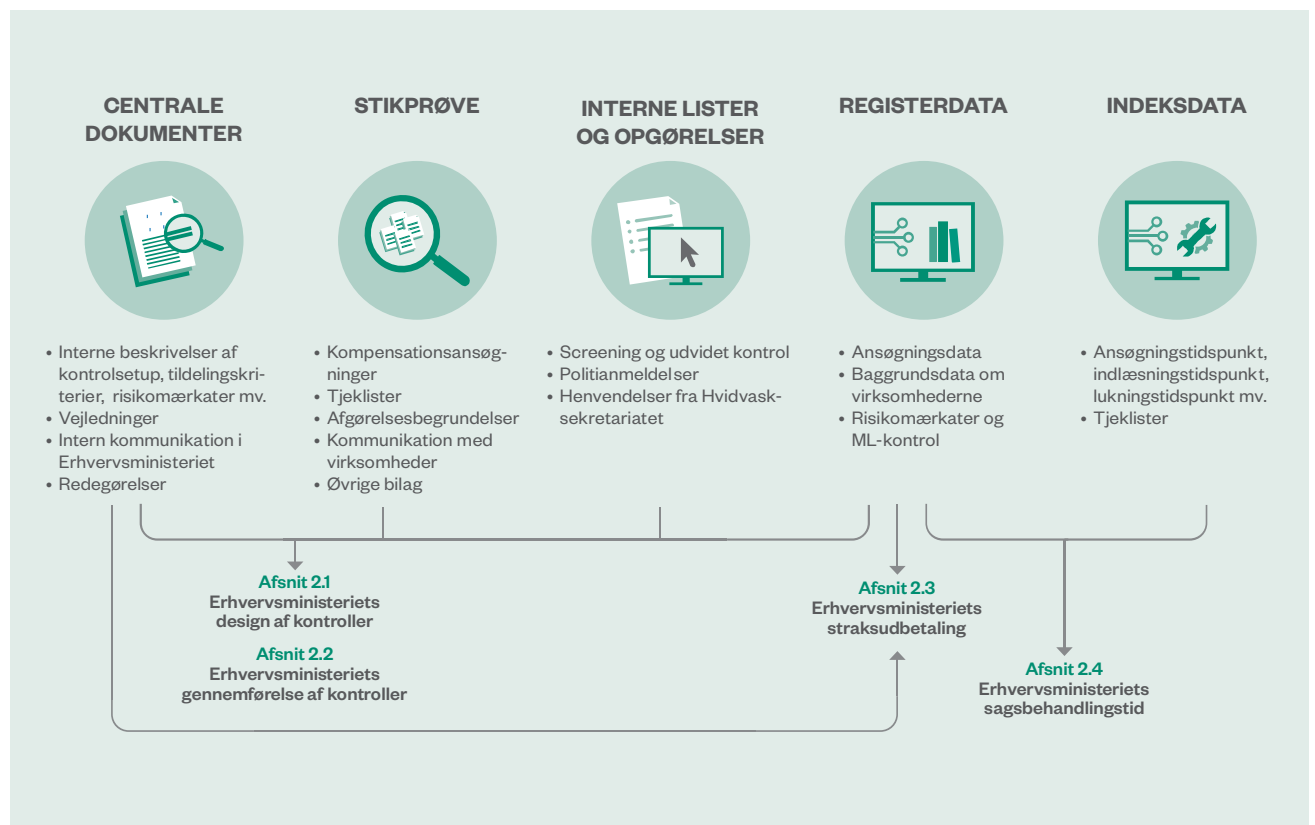 CENTRALE
DOKUMENTER
• Interne beskrivelser af
kontrolsetup, tildelingskri-
terier, risikomærkater mv.
• Vejledninger
• Intern kommunikation i
Erhvervsministeriet
• Redegørelser
STIKPRØVE
• Kompensationsansøg-
ninger
• Tjeklister
• Afgørelsesbegrundelser
• Kommunikation med
virksomheder
• Øvrige bilag
INTERNE LISTER
OG OPGØRELSER
• Screening og udvidet kontrol
• Politianmeldelser
• Henvendelser fra Hvidvask-
sekretariatet
REGISTERDATA
• Ansøgningsdata
• Baggrundsdata om
virksomhederne
• Risikomærkater og
ML-kontrol
INDEKSDATA
• Ansøgningstidspunkt,
indlæsningstidspunkt,
lukningstidspunkt mv.
• Tjeklister
Afsnit 2.1
Erhvervsministeriets
design af kontroller
Afsnit 2.2
Erhvervsministeriets
gennemførelse af kontroller
Afsnit 2.3
Erhvervsministeriets
straksudbetaling
Afsnit 2.4
Erhvervsministeriets
sagsbehandlingstid